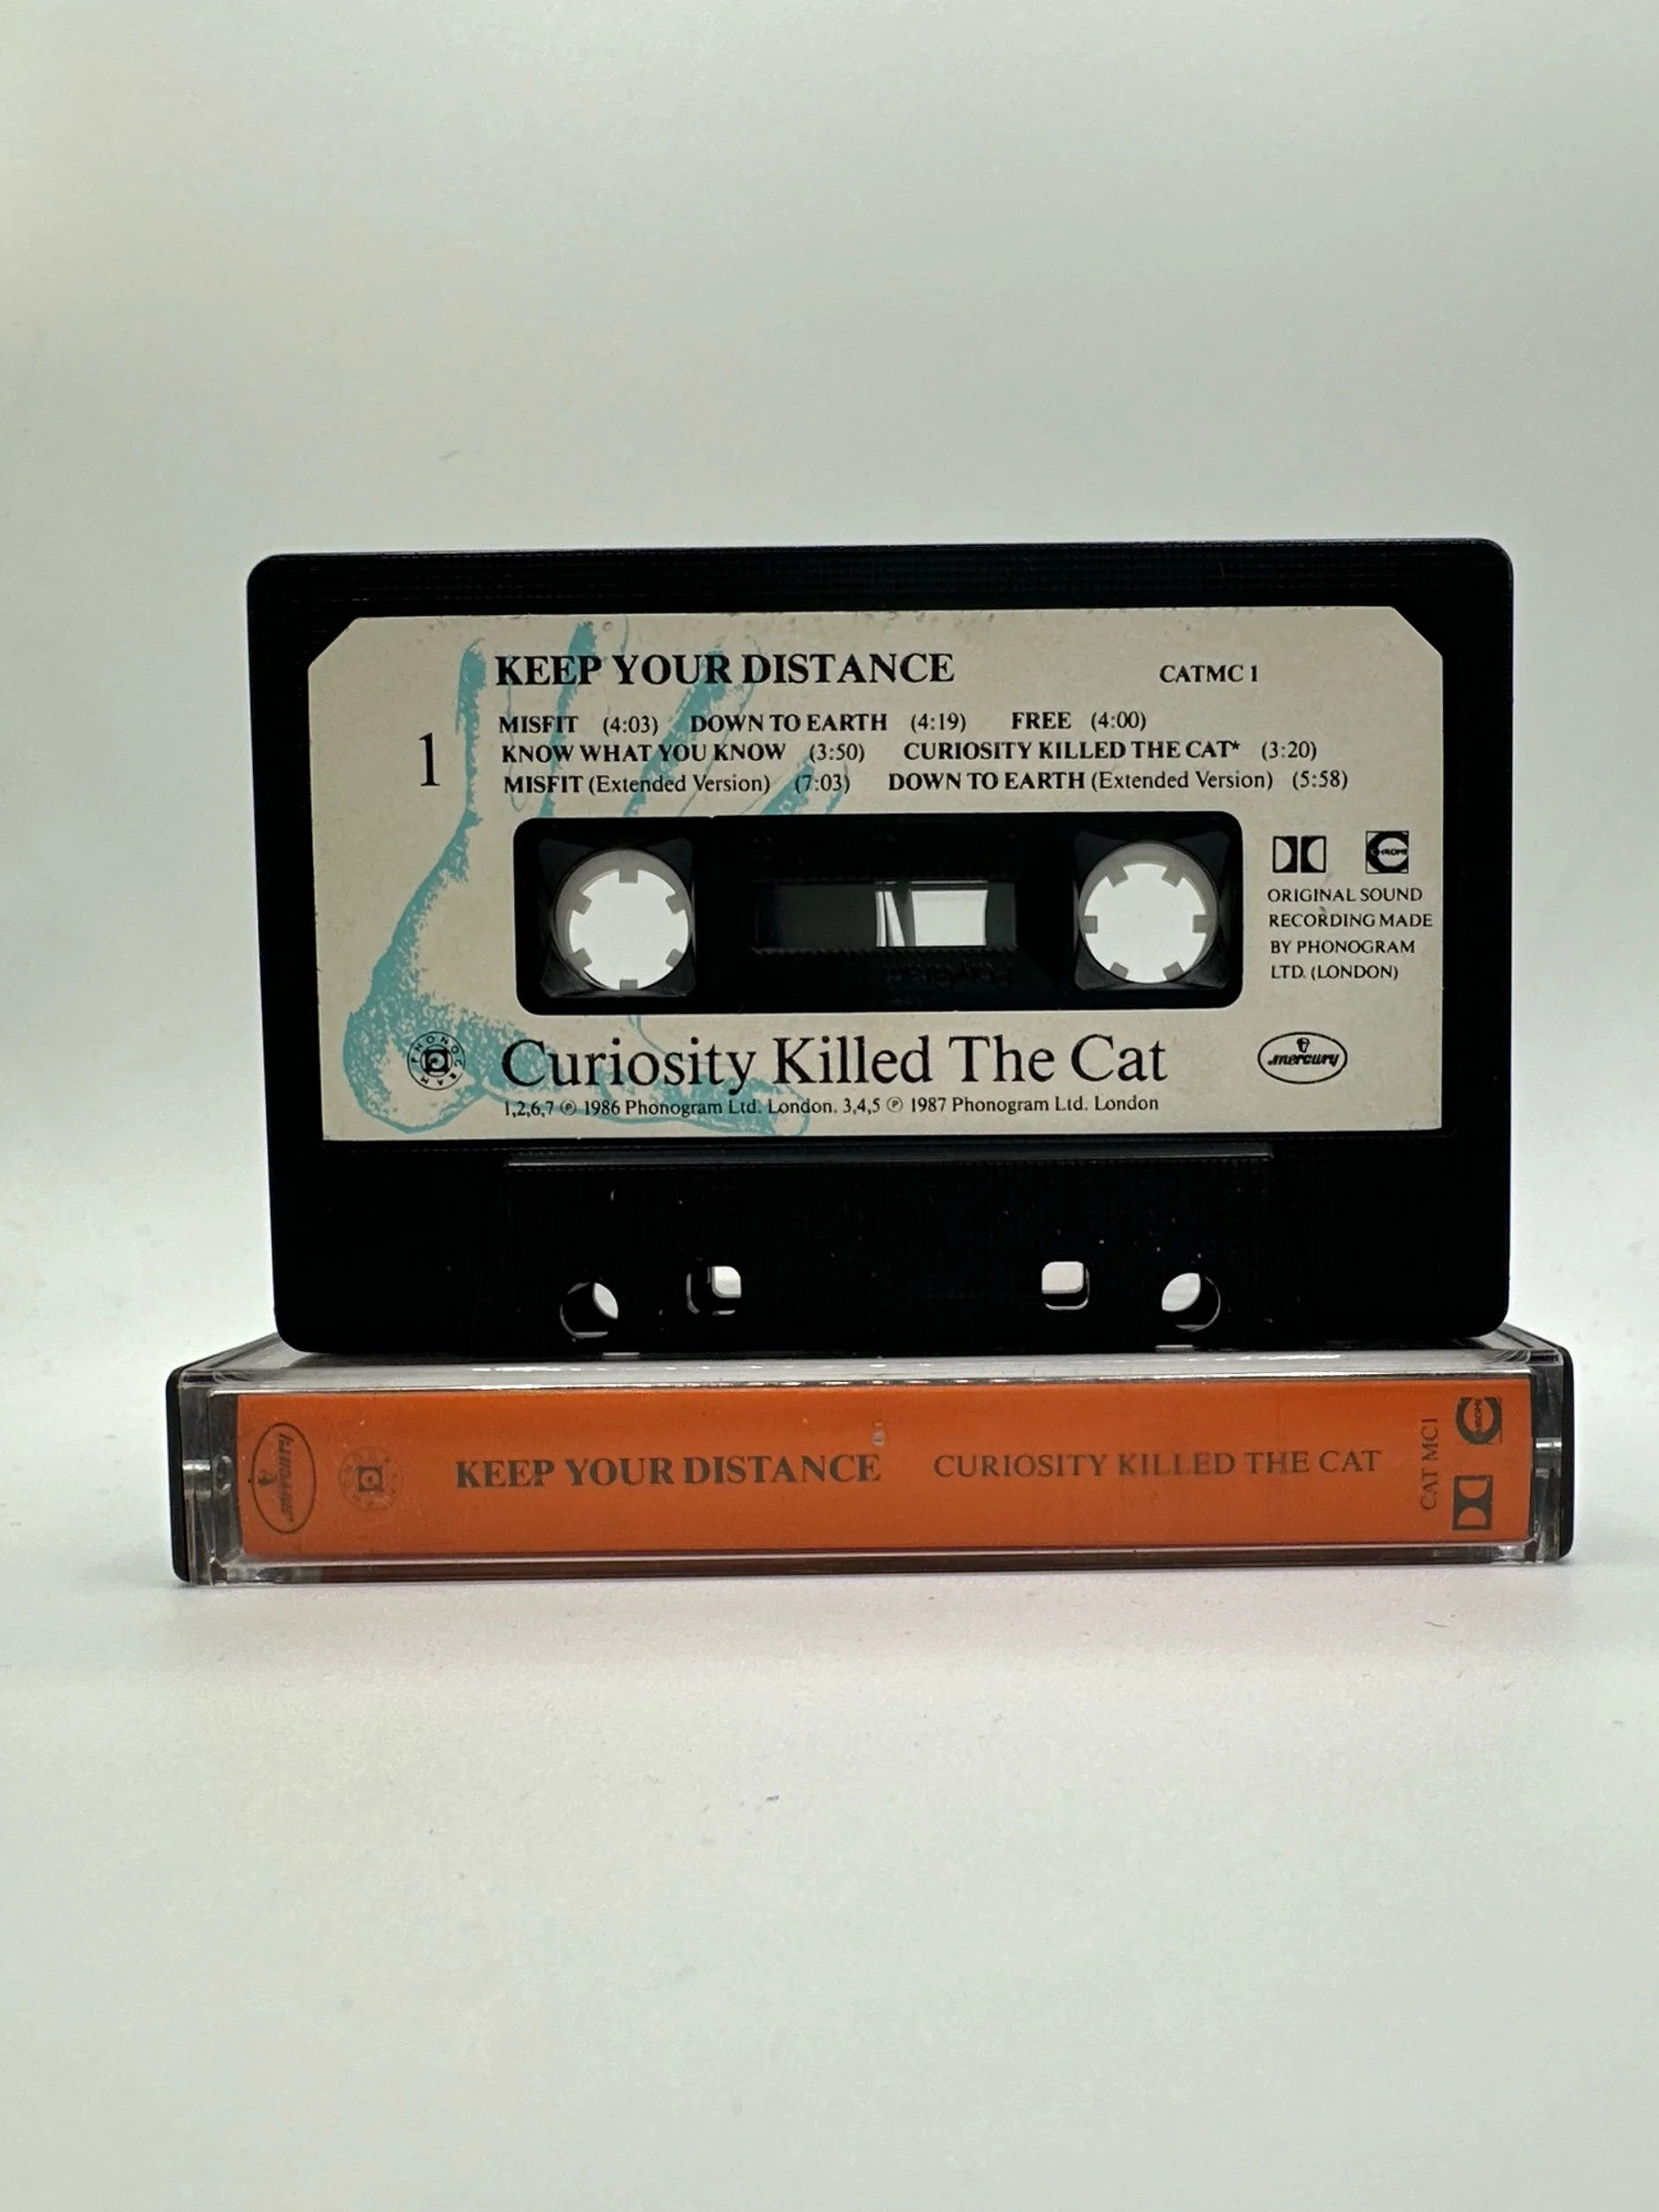 KEEP YOUR DISTANCE CATMC 1
1
MISFIT (4:03) DOWN TO EARTH (4:19) FREE (4:00)
KNOW WHAT YOU KNOW (3:50) CURIOSITY KILLED THE CAT* (3:20)
MISFIT (Extended Version) (7:03) DOWN TO EARTH (Extended Version) (5:58)
CHROME
ORIGINAL SOUND
RECORDING MADE
BY PHONOGRAM
LTD. (LONDON)
PHONOGRAM
Curiosity Killed The Cat
mercury
1,2,6,7 ℗ 1986 Phonogram Ltd. London. 3,4,5 ℗ 1987 Phonogram Ltd. London
mercury
KEEP YOUR DISTANCE CURIOSITY KILLED THE CAT
CAT MC1
CHROME